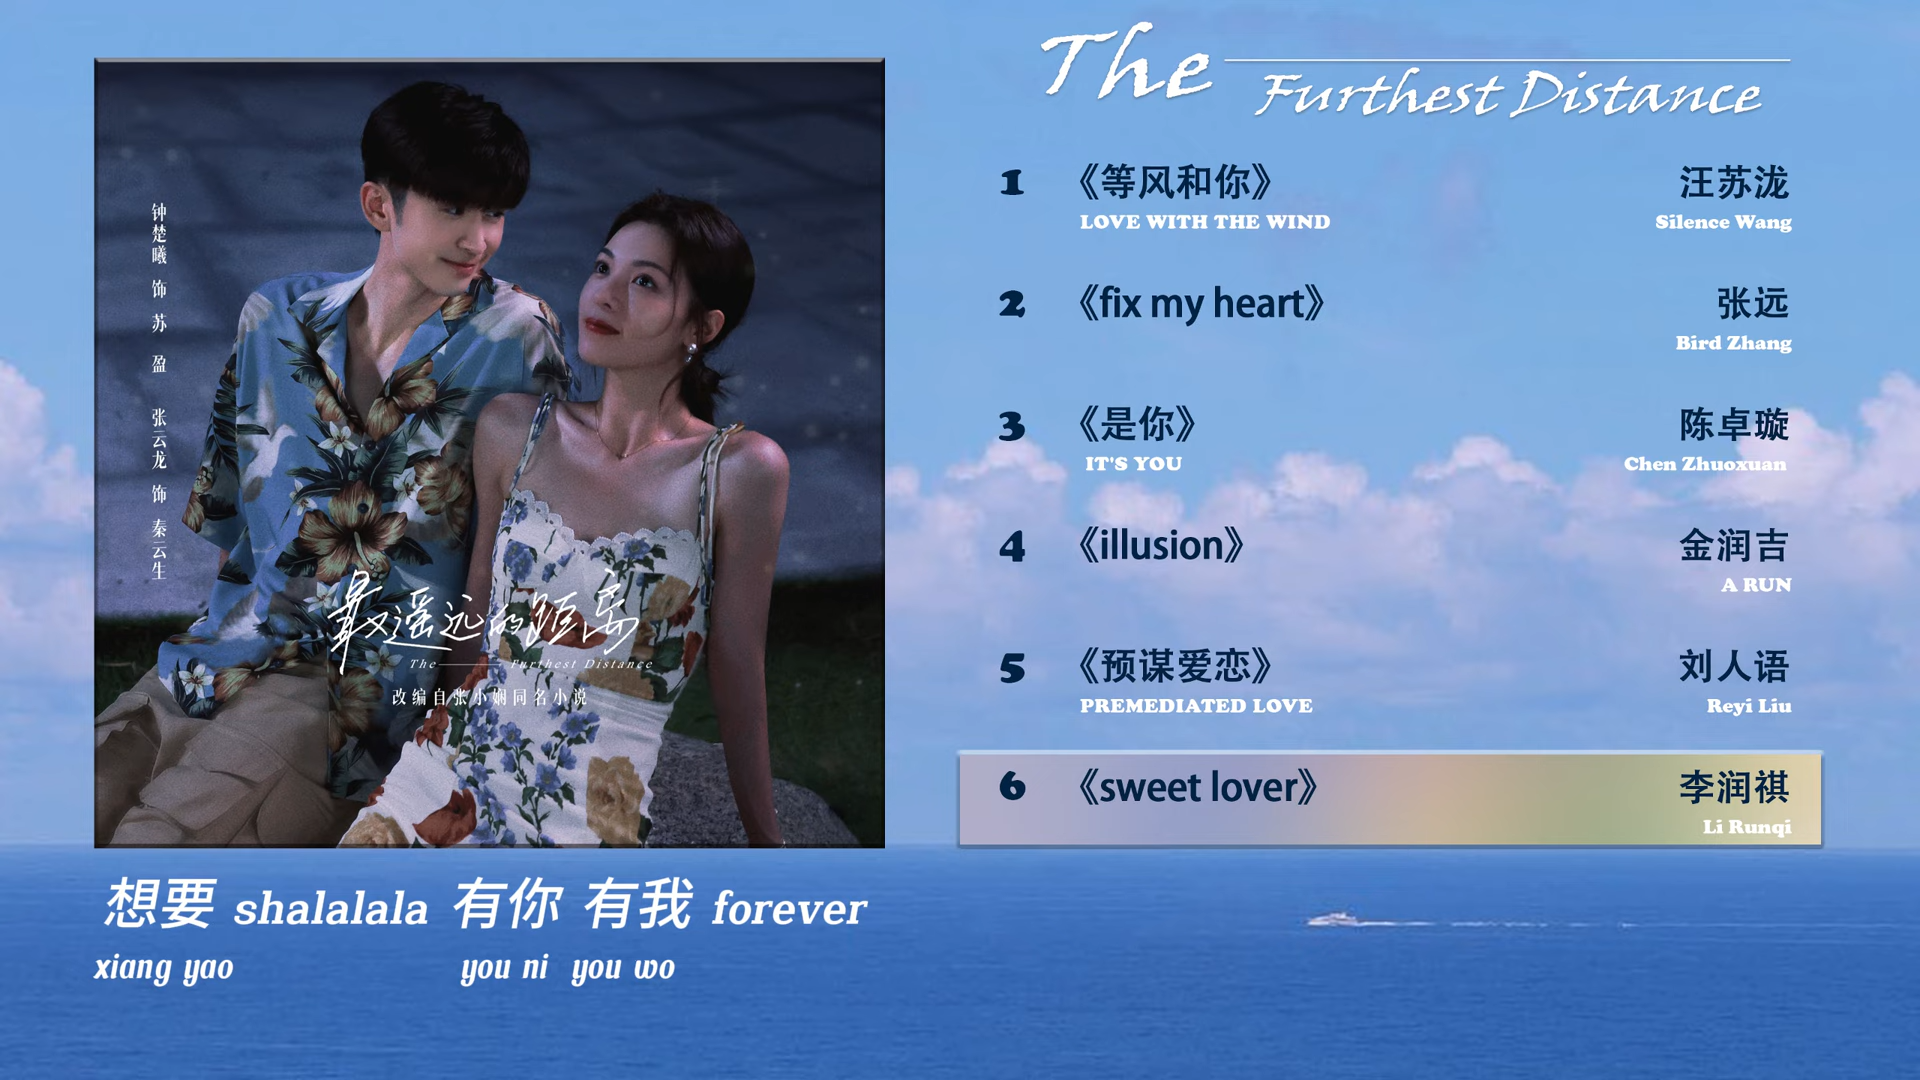 钟楚曦 饰 苏 盈 张云龙 饰 秦云生
最遥远的距离
The Furthest Distance
改编自张小娴同名小说
The Furthest Distance
1 《等风和你》 汪苏泷
LOVE WITH THE WIND Silence Wang
2 《fix my heart》 张远
Bird Zhang
3 《是你》 陈卓璇
IT'S YOU Chen Zhuoxuan
4 《illusion》 金润吉
A RUN
5 《预谋爱恋》 刘人语
PREMEDIATED LOVE Reyi Liu
6 《sweet lover》 李润祺
Li Runqi
想要 shalalala 有你 有我 forever
xiang yao you ni you wo